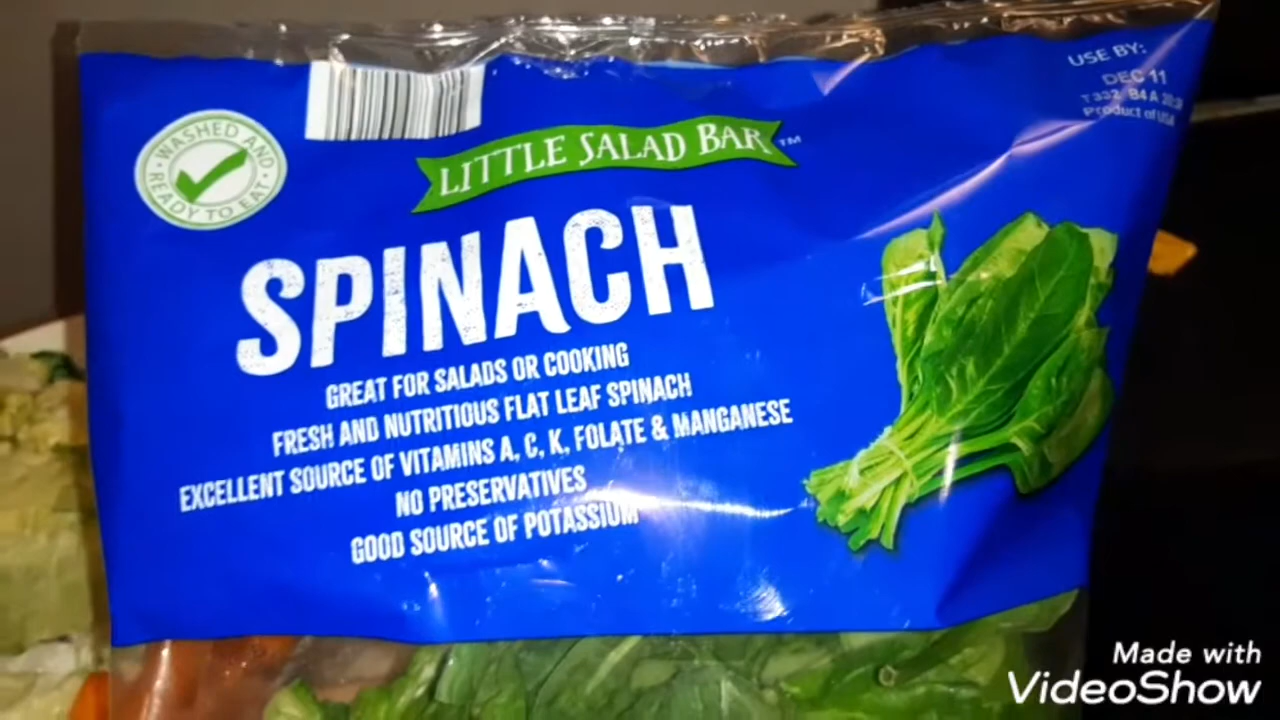 WASHED AND READY TO EAT
LITTLE SALAD BAR™
USE BY:
DEC 11
Product of USA
SPINACH
GREAT FOR SALADS OR COOKING
FRESH AND NUTRITIOUS FLAT LEAF SPINACH
EXCELLENT SOURCE OF VITAMINS A, C, K, FOLATE & MANGANESE
NO PRESERVATIVES
GOOD SOURCE OF POTASSIUM
Made with
VideoShow